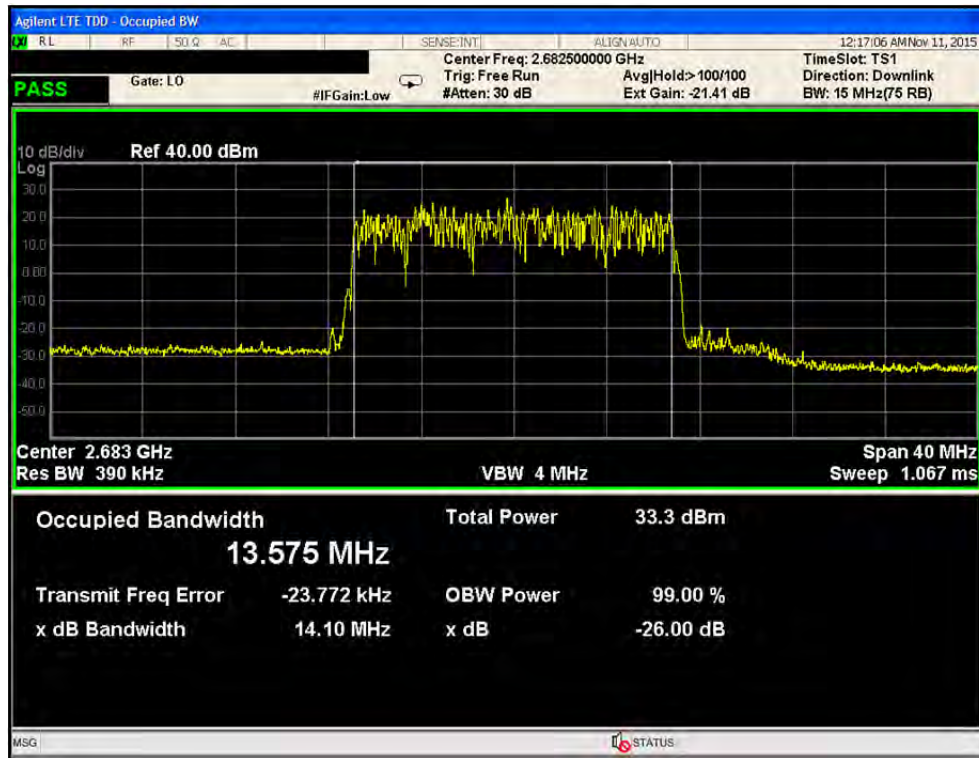 Agilent LTE TDD - Occupied BW
LXI RL RF 50 Ω AC SENSE:INT ALIGN AUTO 12:17:06 AM Nov 11, 2015
Center Freq: 2.682500000 GHz TimeSlot: TS1
PASS Gate: LO Trig: Free Run Avg|Hold:>100/100 Direction: Downlink
#IFGain:Low #Atten: 30 dB Ext Gain: -21.41 dB BW: 15 MHz(75 RB)
10 dB/div Ref 40.00 dBm
Log
30.0
20.0
10.0
0.00
-10.0
-20.0
-30.0
-40.0
-50.0
Center 2.683 GHz Span 40 MHz
Res BW 390 kHz VBW 4 MHz Sweep 1.067 ms
Occupied Bandwidth Total Power 33.3 dBm
13.575 MHz
Transmit Freq Error -23.772 kHz OBW Power 99.00 %
x dB Bandwidth 14.10 MHz x dB -26.00 dB
MSG STATUS